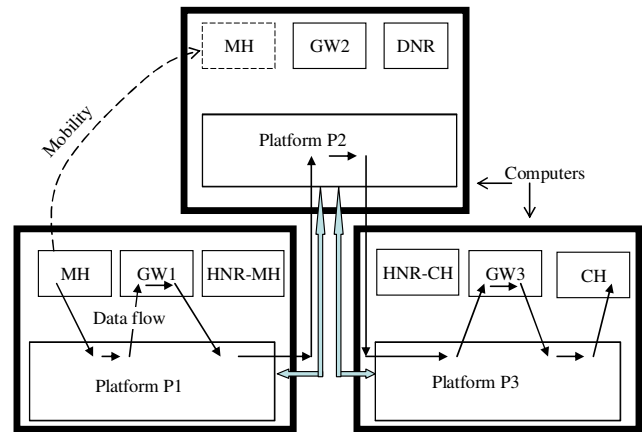 MH
GW2
DNR
Platform P2
Mobility
Computers
MH
GW1
HNR-MH
Data flow
Platform P1
HNR-CH
GW3
CH
Platform P3